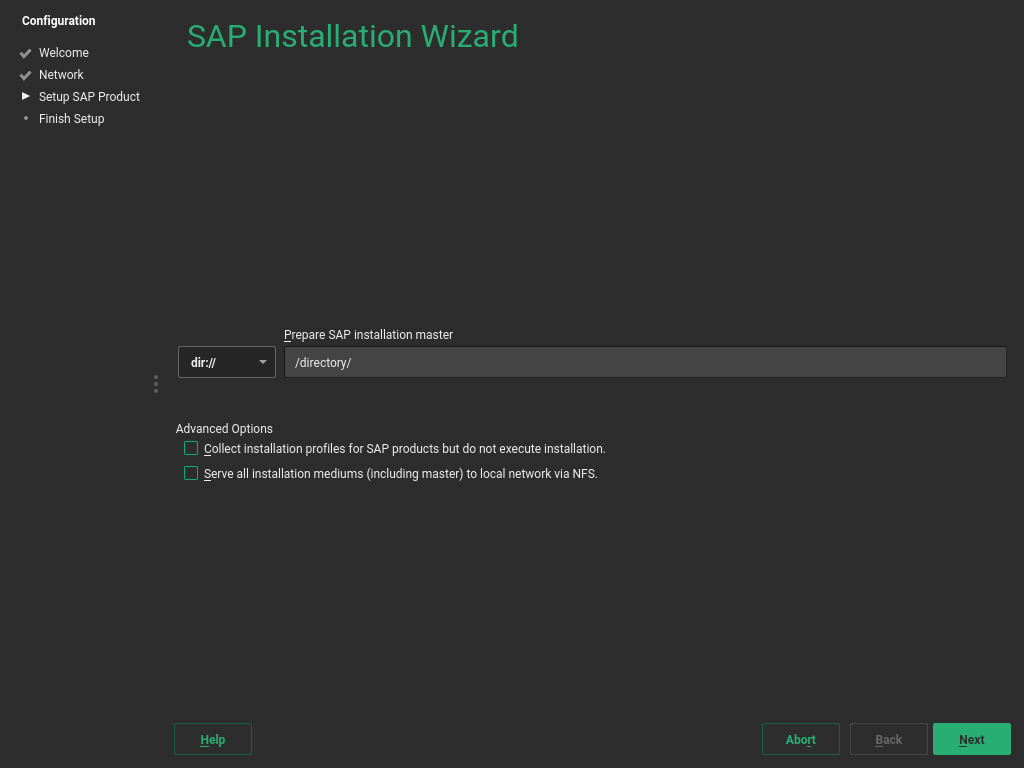 Configuration
Welcome
Network
Setup SAP Product
Finish Setup
SAP Installation Wizard
Prepare SAP installation master
dir://
/directory/
Advanced Options
Collect installation profiles for SAP products but do not execute installation.
Serve all installation mediums (including master) to local network via NFS.
Help
Abort
Back
Next